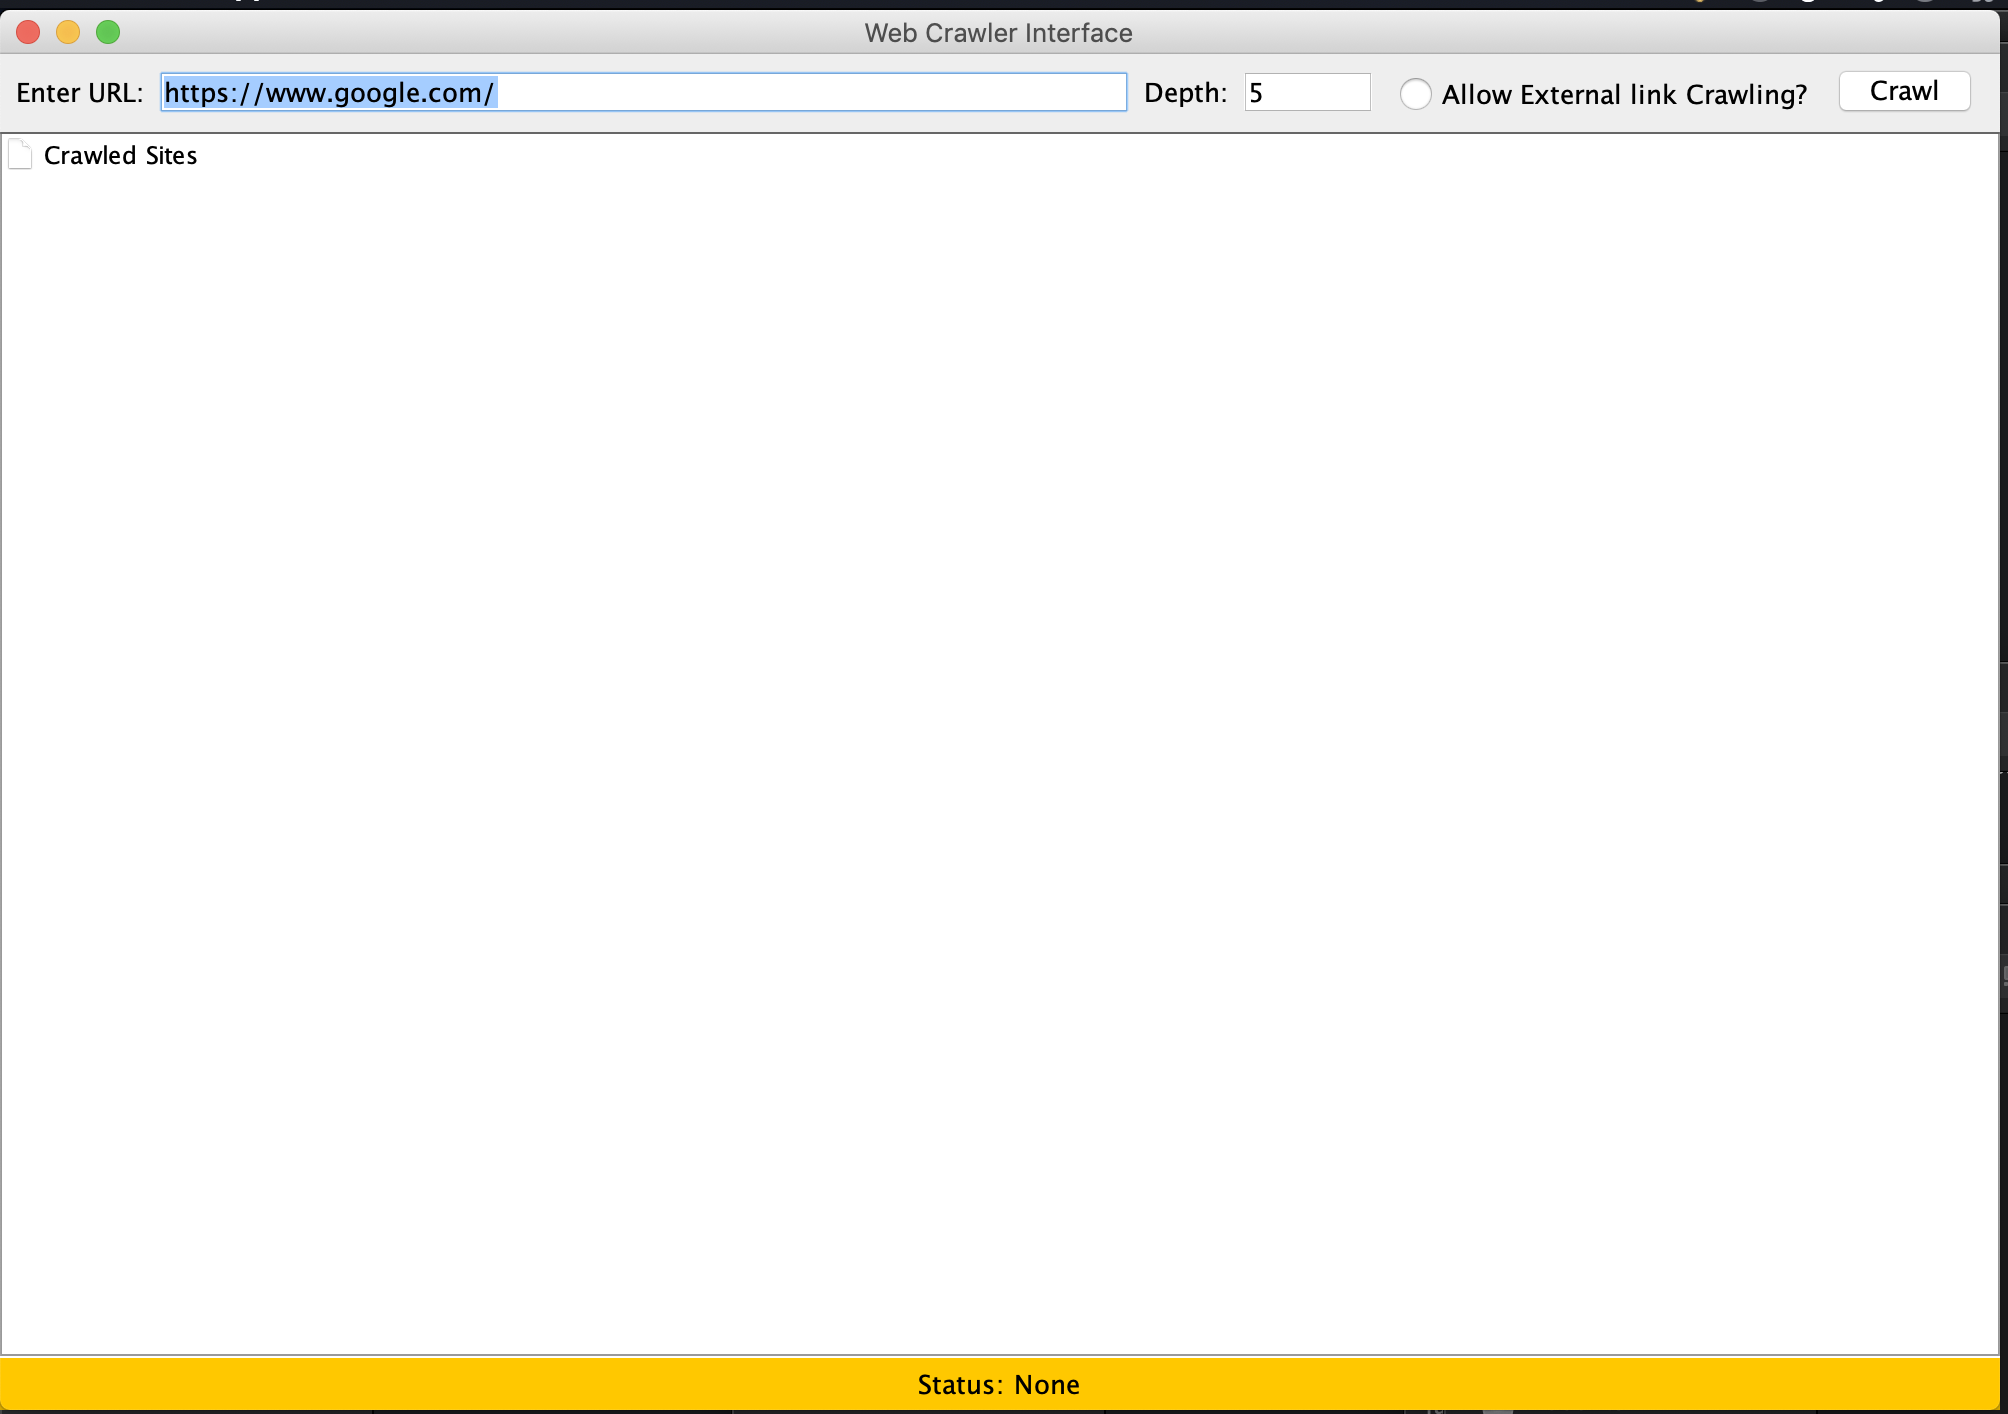 Web Crawler Interface
Enter URL: https://www.google.com/ Depth: 5 Allow External link Crawling? Crawl
Crawled Sites
Status: None